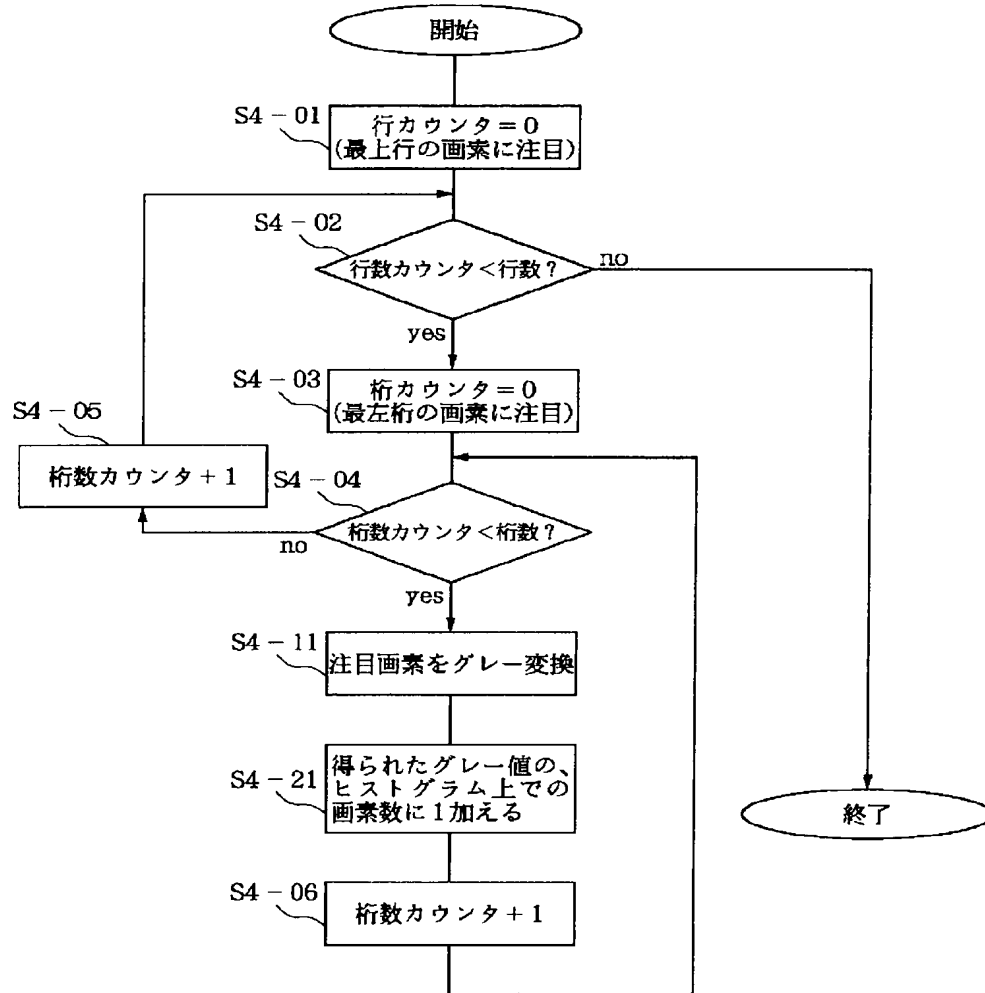 開始
S4-01
行カウンタ=0
(最上行の画素に注目)
S4-02
行数カウンタ<行数?
no
yes
S4-03
桁カウンタ=0
(最左桁の画素に注目)
S4-05
桁数カウンタ+1
S4-04
桁数カウンタ<桁数?
no
yes
S4-11
注目画素をグレー変換
S4-21
得られたグレー値の、
ヒストグラム上での
画素数に1加える
終了
S4-06
桁数カウンタ+1